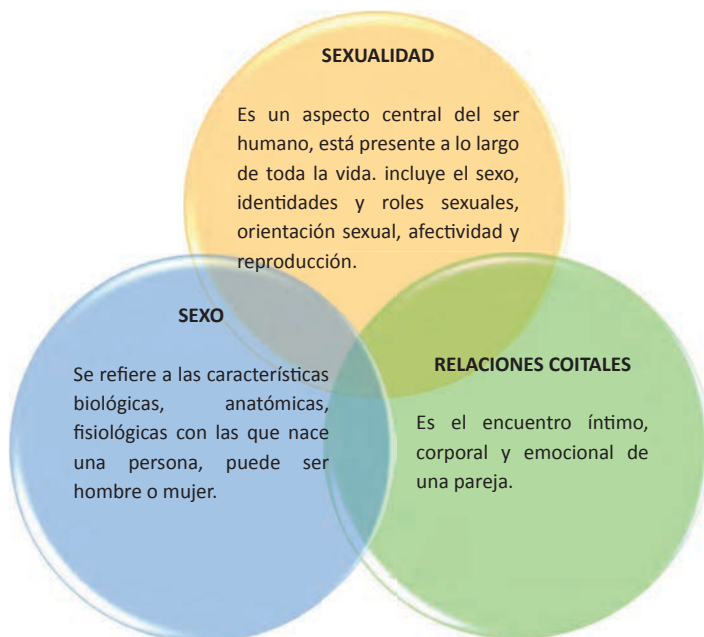 SEXUALIDAD
Es un aspecto central del ser
humano, está presente a lo largo
de toda la vida. incluye el sexo,
identidades y roles sexuales,
orientación sexual, afectividad y
reproducción.
SEXO
Se refiere a las características
biológicas, anatómicas,
fisiológicas con las que nace
una persona, puede ser
hombre o mujer.
RELACIONES COITALES
Es el encuentro íntimo,
corporal y emocional de
una pareja.